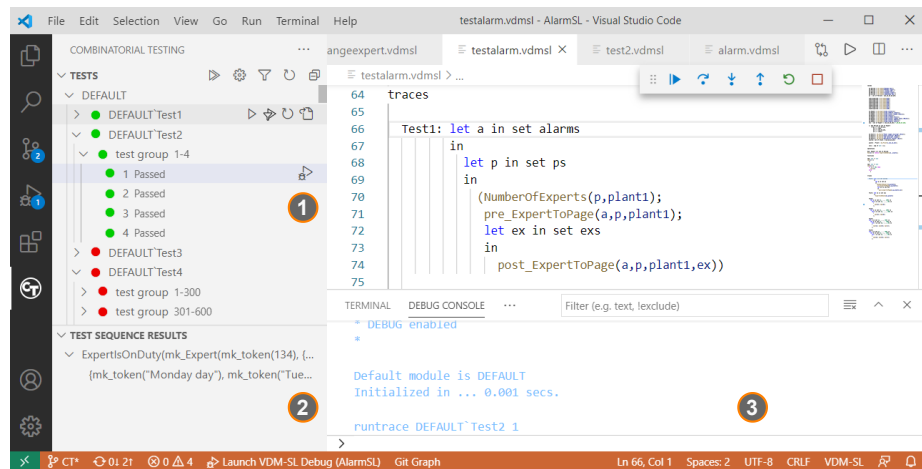 File Edit Selection View Go Run Terminal Help testalarm.vdmsl - AlarmSL - Visual Studio Code
COMBINATORIAL TESTING ...
angeexpert.vdmsl testalarm.vdmsl test2.vdmsl alarm.vdmsl
TESTS
DEFAULT
DEFAULT`Test1
DEFAULT`Test2
test group 1-4
1 Passed
2 Passed
3 Passed
4 Passed
DEFAULT`Test3
DEFAULT`Test4
test group 1-300
test group 301-600
1
TEST SEQUENCE RESULTS
ExpertIsOnDuty(mk_Expert(mk_token(134), {...
{mk_token("Monday day"), mk_token("Tue...
2
2
1
CT
testalarm.vdmsl > ...
64 traces
65
66 Test1: let a in set alarms
67 in
68 let p in set ps
69 in
70 (NumberOfExperts(p,plant1);
71 pre_ExpertToPage(a,p,plant1);
72 let ex in set exs
73 in
74 post_ExpertToPage(a,p,plant1,ex))
75
TERMINAL DEBUG CONSOLE ... Filter (e.g. text, !exclude)
* DEBUG enabled
*
Default module is DEFAULT
Initialized in ... 0.001 secs.
runtrace DEFAULT`Test2 1
>
3
CT* 0↓ 2↑ 0 4 Launch VDM-SL Debug (AlarmSL) Git Graph Ln 66, Col 1 Spaces: 2 UTF-8 CRLF VDM-SL